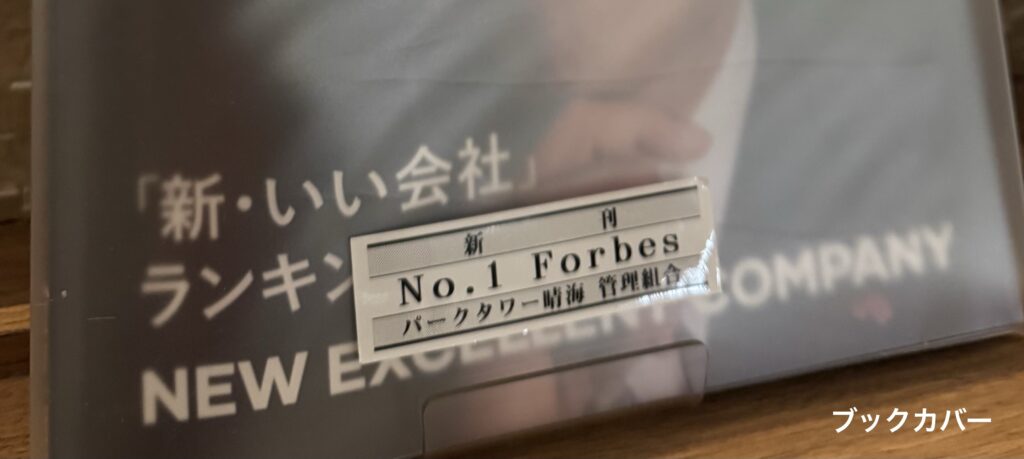 「新・いい会社」
ランキン
新刊
No.1 Forbes
パークタワー晴海 管理組合
NEW EXCELLENT COMPANY
ブックカバー